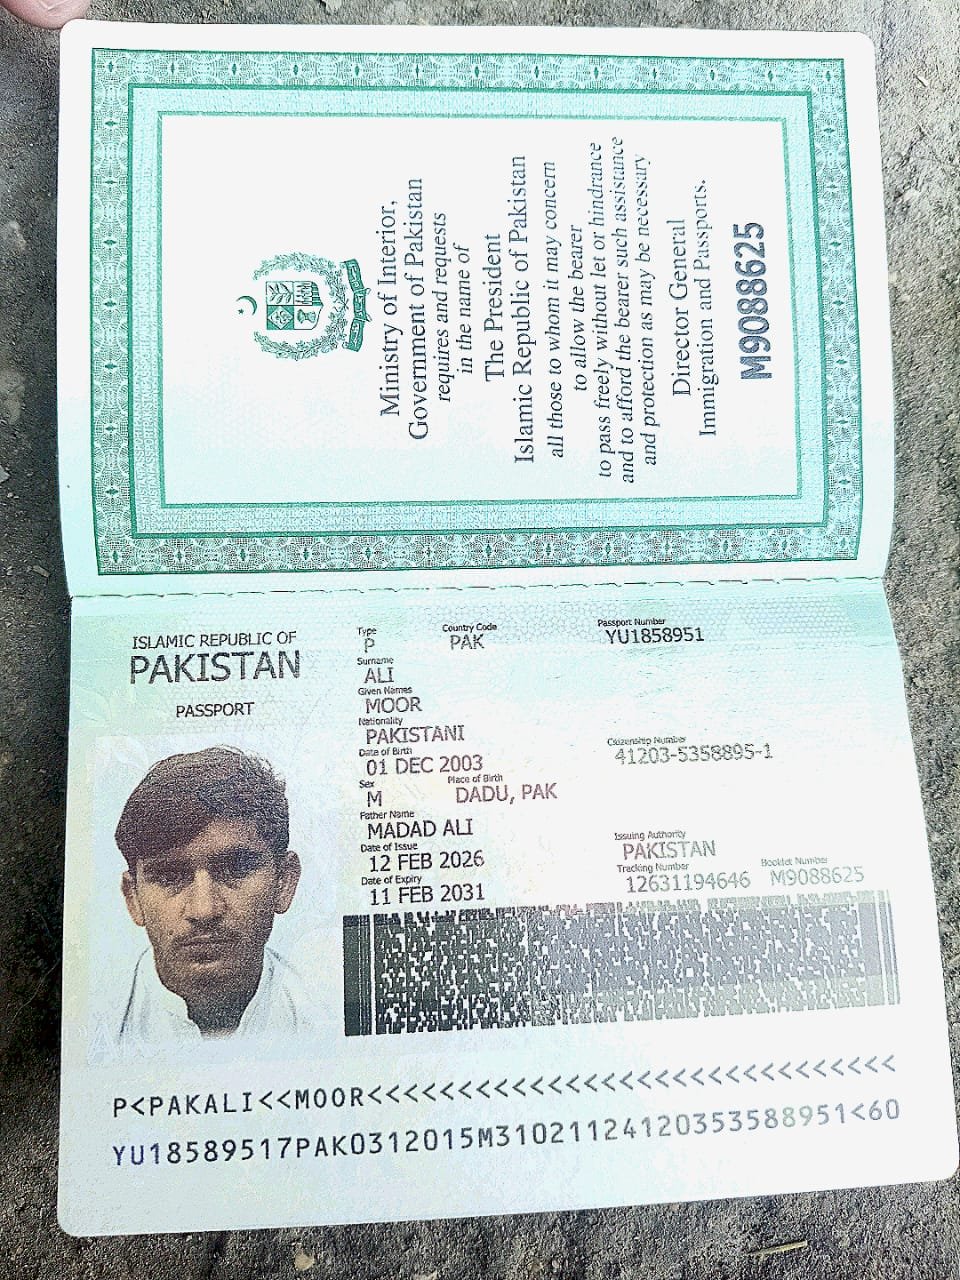 Ministry of Interior,
Government of Pakistan
requires and requests
in the name of
The President
Islamic Republic of Pakistan
all those to whom it may concern
to allow the bearer
to pass freely without let or hindrance
and to afford the bearer such assistance
and protection as may be necessary
Director General
Immigration and Passports.
M9088625
ISLAMIC REPUBLIC OF
PAKISTAN
PASSPORT
Type Country Code Passport Number
P PAK YU1858951
Surname
ALI
Given Names
MOOR
Nationality
PAKISTANI
Citizenship Number
41203-5358895-1
Date of Birth
01 DEC 2003
Sex Place of Birth
M DADU, PAK
Father Name
MADAD ALI
Issuing Authority
PAKISTAN
Date of Issue
12 FEB 2026
Tracking Number Booklet Number
12631194646 M9088625
Date of Expiry
11 FEB 2031
P<PAKALI<<MOOR<<<<<<<<<<<<<<<<<<<<<<<<<<<<<<
YU18589517PAK0312015M31021124120353588951<60